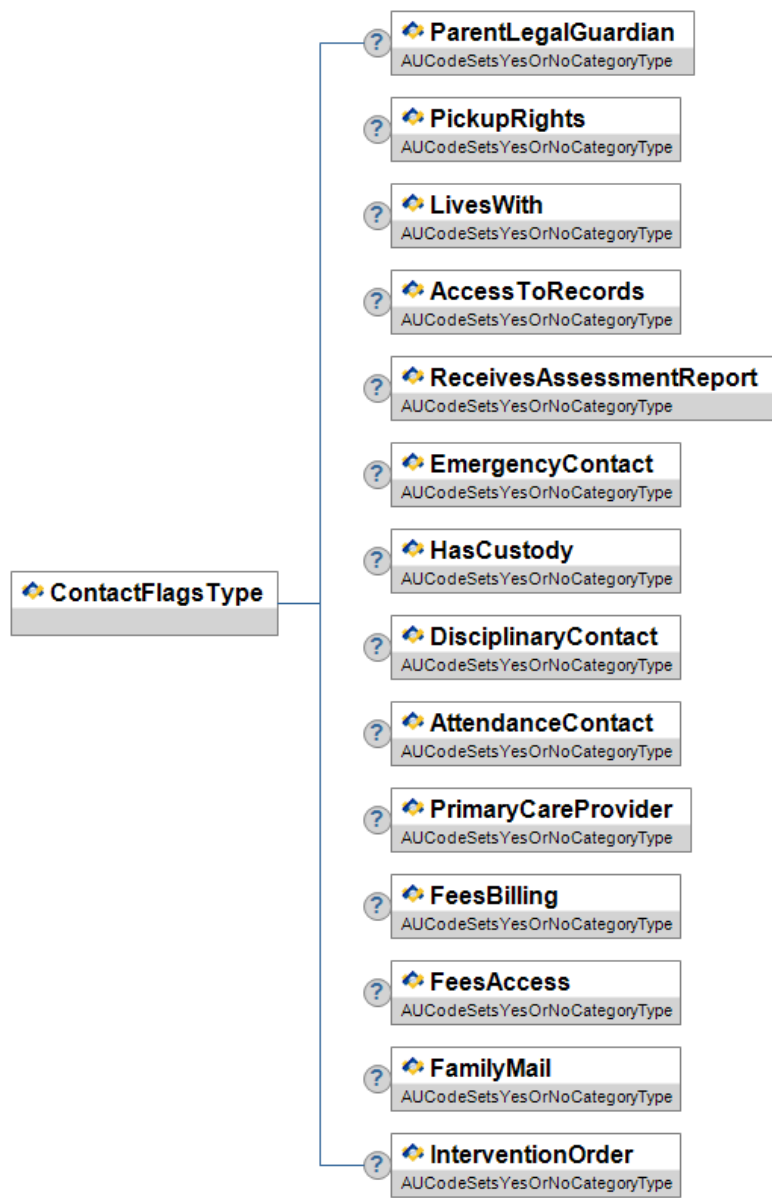 ? ParentLegalGuardian
AUCodeSetsYesOrNoCategoryType
? PickupRights
AUCodeSetsYesOrNoCategoryType
? LivesWith
AUCodeSetsYesOrNoCategoryType
? AccessToRecords
AUCodeSetsYesOrNoCategoryType
? ReceivesAssessmentReport
AUCodeSetsYesOrNoCategoryType
? EmergencyContact
AUCodeSetsYesOrNoCategoryType
? HasCustody
AUCodeSetsYesOrNoCategoryType
ContactFlagsType
? DisciplinaryContact
AUCodeSetsYesOrNoCategoryType
? AttendanceContact
AUCodeSetsYesOrNoCategoryType
? PrimaryCareProvider
AUCodeSetsYesOrNoCategoryType
? FeesBilling
AUCodeSetsYesOrNoCategoryType
? FeesAccess
AUCodeSetsYesOrNoCategoryType
? FamilyMail
AUCodeSetsYesOrNoCategoryType
? InterventionOrder
AUCodeSetsYesOrNoCategoryType